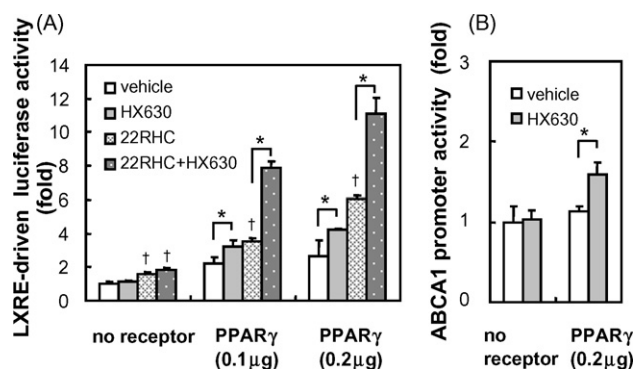 (A)
LXRE-driven luciferase activity
(fold)
14
12
10
8
6
4
2
0
vehicle
HX630
22RHC
22RHC+HX630
† †
*
†
*
*
†
*
no receptor
PPARγ
(0.1μg)
PPARγ
(0.2μg)
(B)
ABCA1 promoter activity (fold)
3
2
1
0
vehicle
HX630
*
no
receptor
PPARγ
(0.2μg)